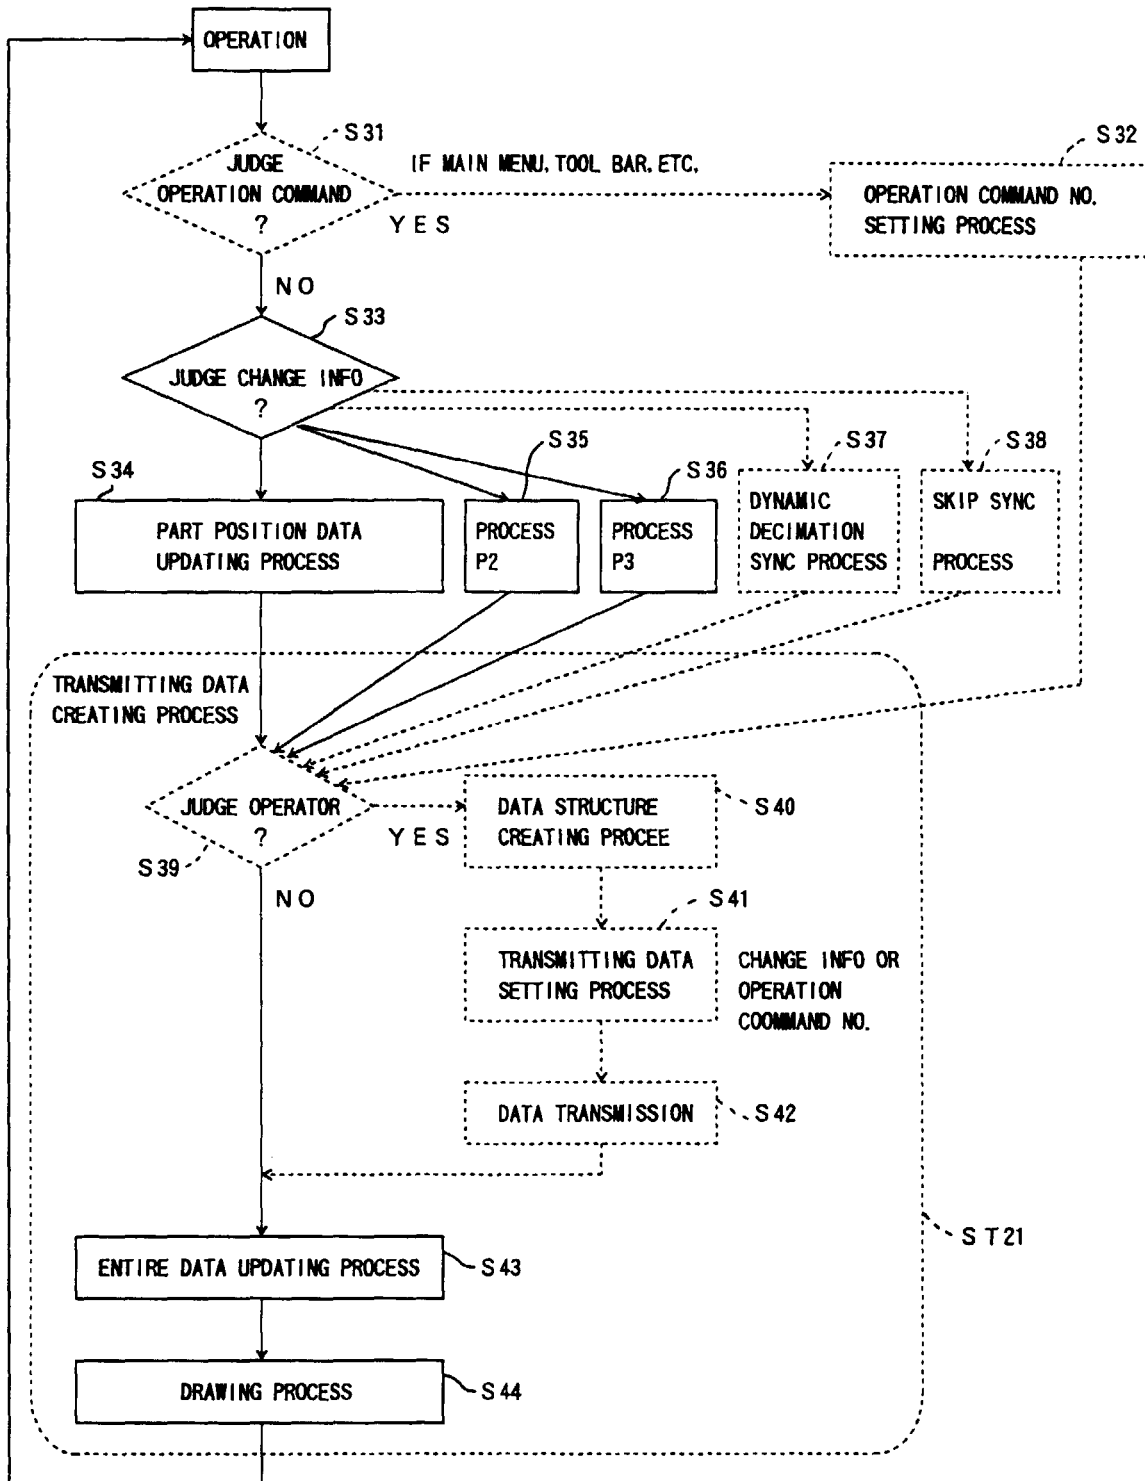 OPERATION
S31
JUDGE
OPERATION COMMAND
?
IF MAIN MENU, TOOL BAR, ETC.
YES
S32
OPERATION COMMAND NO.
SETTING PROCESS
NO
S33
JUDGE CHANGE INFO
?
S34
PART POSITION DATA
UPDATING PROCESS
S35
PROCESS
P2
S36
PROCESS
P3
S37
DYNAMIC
DECIMATION
SYNC PROCESS
S38
SKIP SYNC
PROCESS
TRANSMITTING DATA
CREATING PROCESS
JUDGE OPERATOR
?
S39
YES
NO
DATA STRUCTURE
CREATING PROCEE
S40
S41
TRANSMITTING DATA
SETTING PROCESS
CHANGE INFO OR
OPERATION
COOMMAND NO.
DATA TRANSMISSION
S42
ST21
ENTIRE DATA UPDATING PROCESS
S43
DRAWING PROCESS
S44